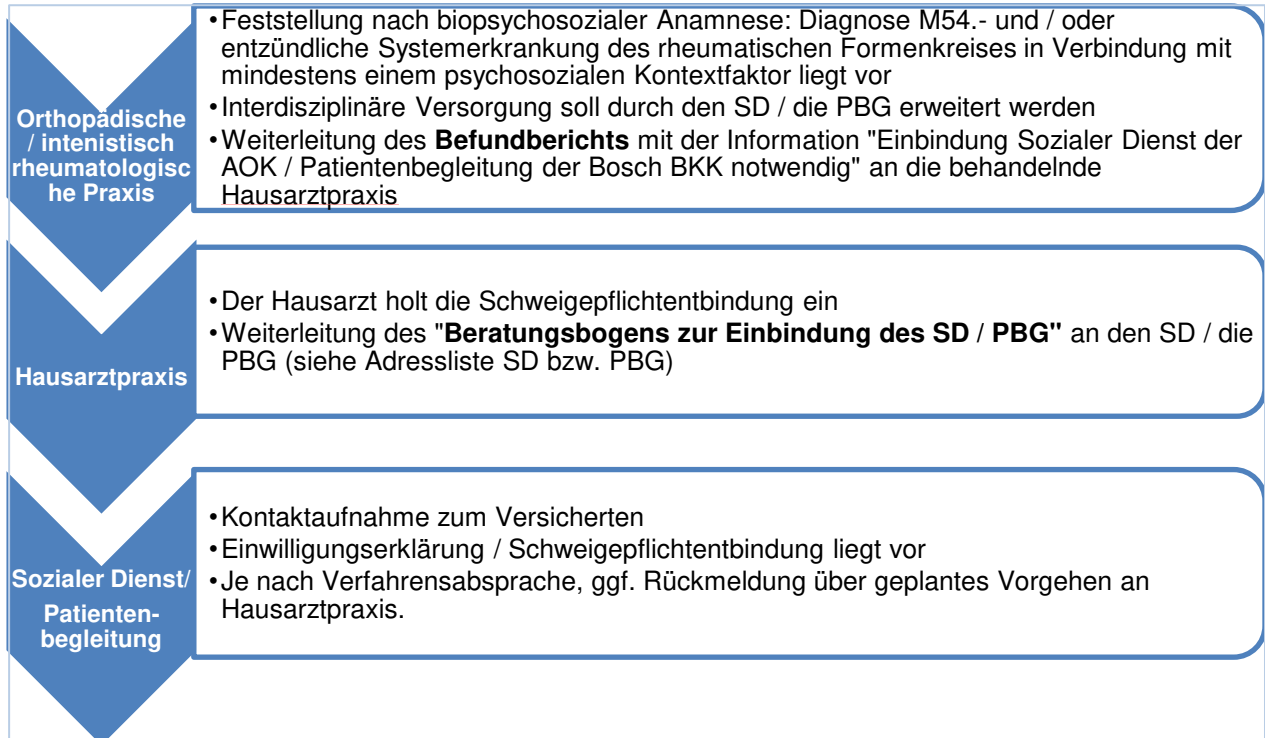 Orthopädische
/ intenistisch
rheumatologisc
he Praxis
•Feststellung nach biopsychosozialer Anamnese: Diagnose M54.- und / oder
entzündliche Systemerkrankung des rheumatischen Formenkreises in Verbindung mit
mindestens einem psychosozialen Kontextfaktor liegt vor
•Interdisziplinäre Versorgung soll durch den SD / die PBG erweitert werden
•Weiterleitung des Befundberichts mit der Information "Einbindung Sozialer Dienst der
AOK / Patientenbegleitung der Bosch BKK notwendig" an die behandelnde
Hausarztpraxis
Hausarztpraxis
•Der Hausarzt holt die Schweigepflichtentbindung ein
•Weiterleitung des "Beratungsbogens zur Einbindung des SD / PBG" an den SD / die
PBG (siehe Adressliste SD bzw. PBG)
Sozialer Dienst/
Patienten-
begleitung
•Kontaktaufnahme zum Versicherten
•Einwilligungserklärung / Schweigepflichtentbindung liegt vor
•Je nach Verfahrensabsprache, ggf. Rückmeldung über geplantes Vorgehen an
Hausarztpraxis.